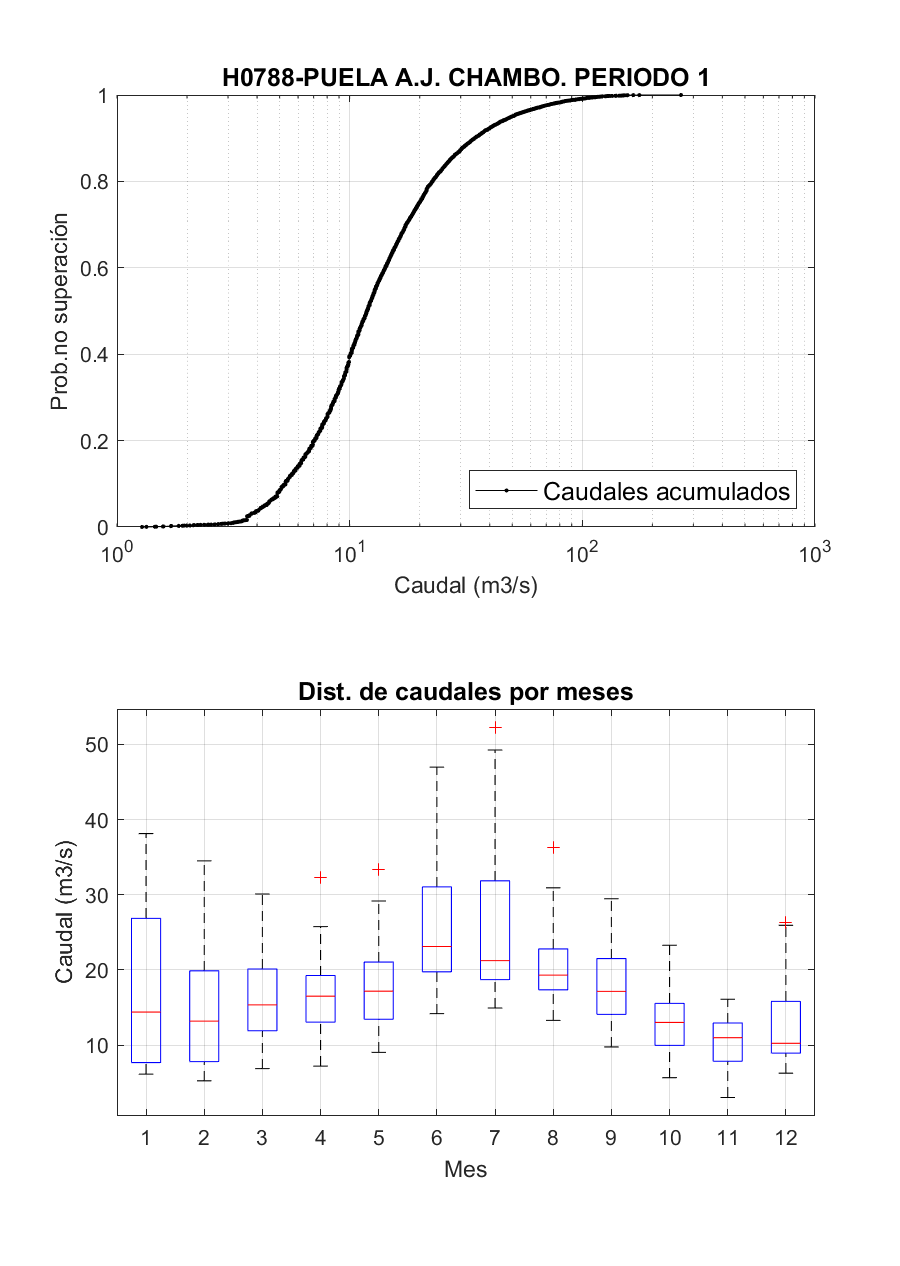 H0788-PUELA A.J. CHAMBO. PERIODO 1
1
0.8
0.6
0.4
0.2
0
Prob.no superación
Caudales acumulados
10^0 10^1 10^2 10^3
Caudal (m3/s)
Dist. de caudales por meses
50
40
30
20
10
Caudal (m3/s)
1 2 3 4 5 6 7 8 9 10 11 12
Mes